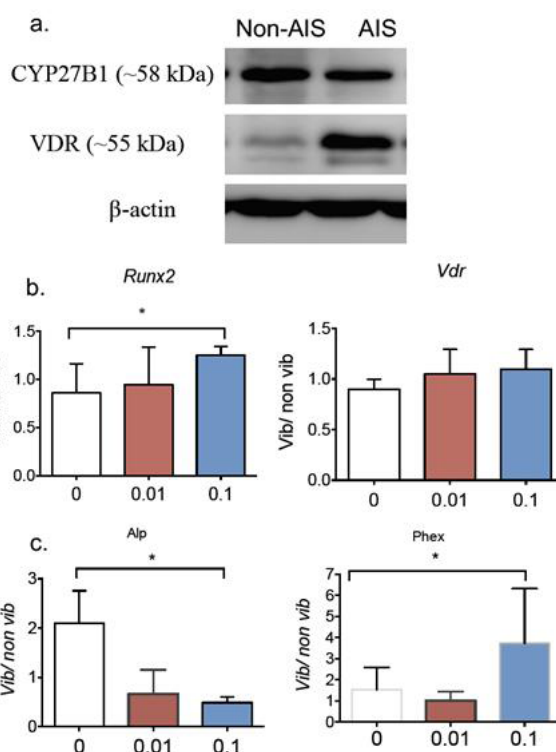 a.
Non-AIS AIS
CYP27B1 (~58 kDa)
VDR (~55 kDa)
β-actin
b.
Runx2
*
1.5
1.0
0.5
0.0
0 0.01 0.1
Vdr
Vib/ non vib
1.5
1.0
0.5
0.0
0 0.01 0.1
c.
Alp
*
Vib/ non vib
3
2
1
0
0 0.01 0.1
Phex
*
Vib/ non vib
7
6
5
4
3
2
1
0
0 0.01 0.1